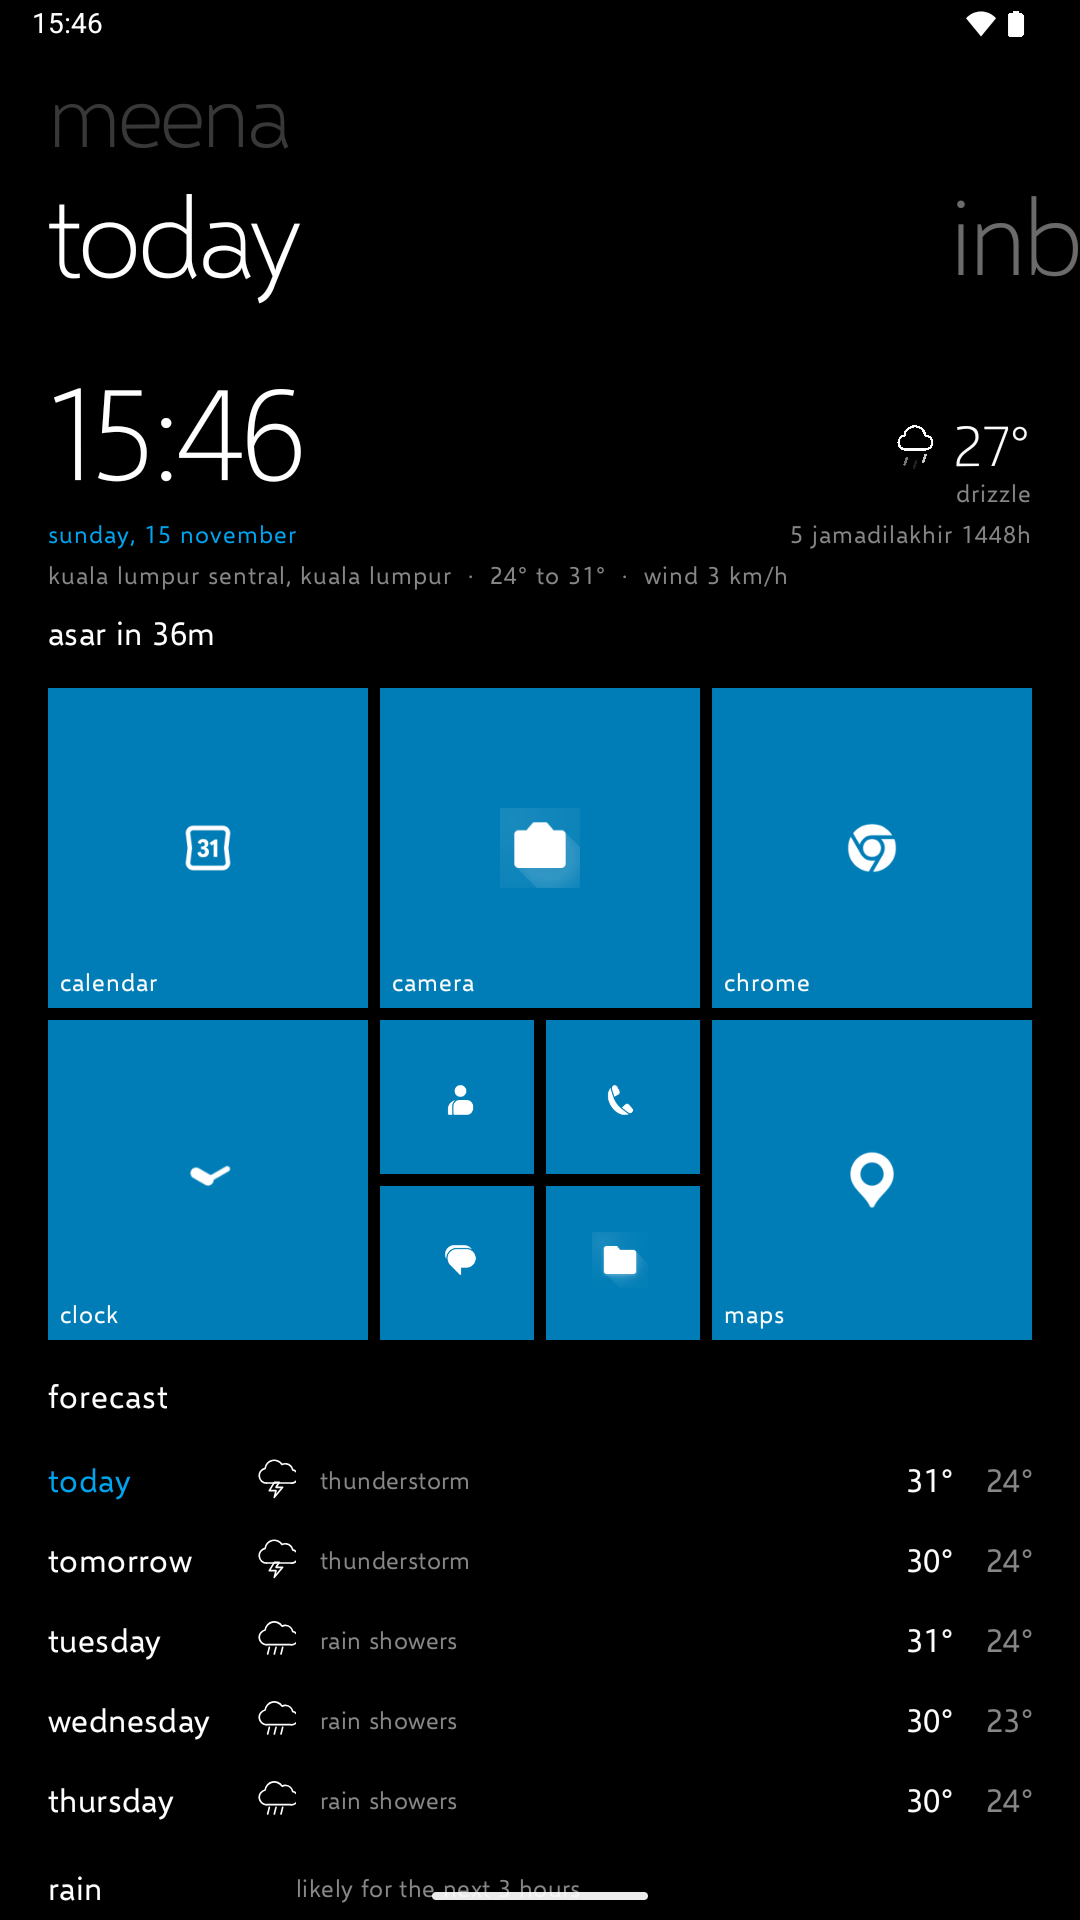 15:46
meena
today
inb
15:46
27°
drizzle
sunday, 15 november
5 jamadilakhir 1448h
kuala lumpur sentral, kuala lumpur · 24° to 31° · wind 3 km/h
asar in 36m
31
calendar
camera
chrome
clock
maps
forecast
today thunderstorm 31° 24°
tomorrow thunderstorm 30° 24°
tuesday rain showers 31° 24°
wednesday rain showers 30° 23°
thursday rain showers 30° 24°
rain likely for the next 3 hours